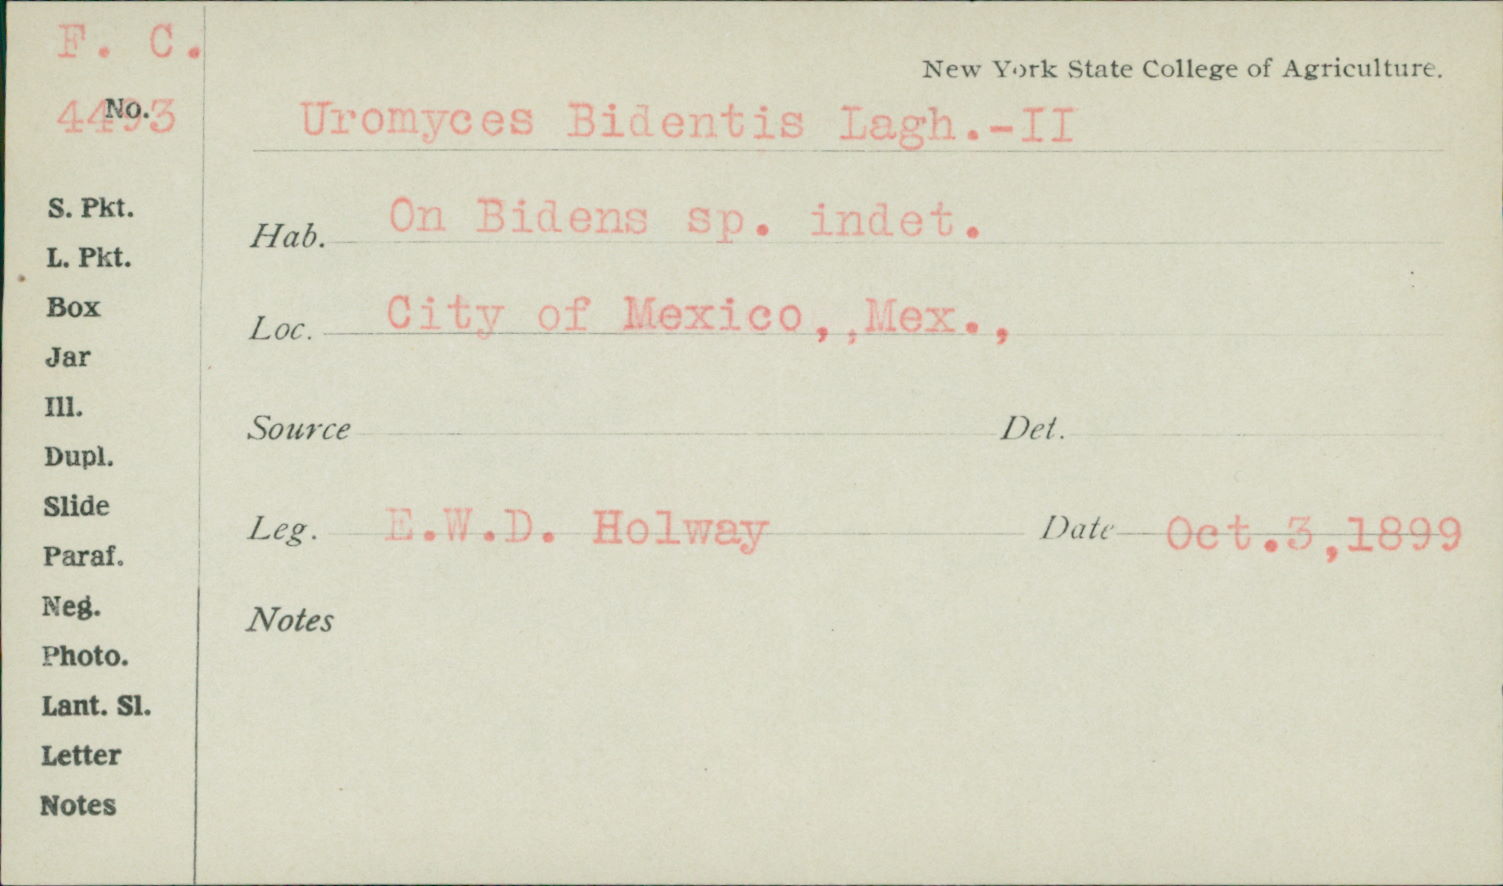 F. C.
New York State College of Agriculture.
No. 4493
Uromyces Bidentis Lagh.-II
S. Pkt.
Hab. On Bidens sp. indet.
L. Pkt.
Box
Loc. City of Mexico,,Mex.,
Jar
Ill.
Source Det.
Dupl.
Slide
Leg. E.W.D. Holway Date Oct.3,1899
Paraf.
Neg.
Notes
Photo.
Lant. Sl.
Letter
Notes